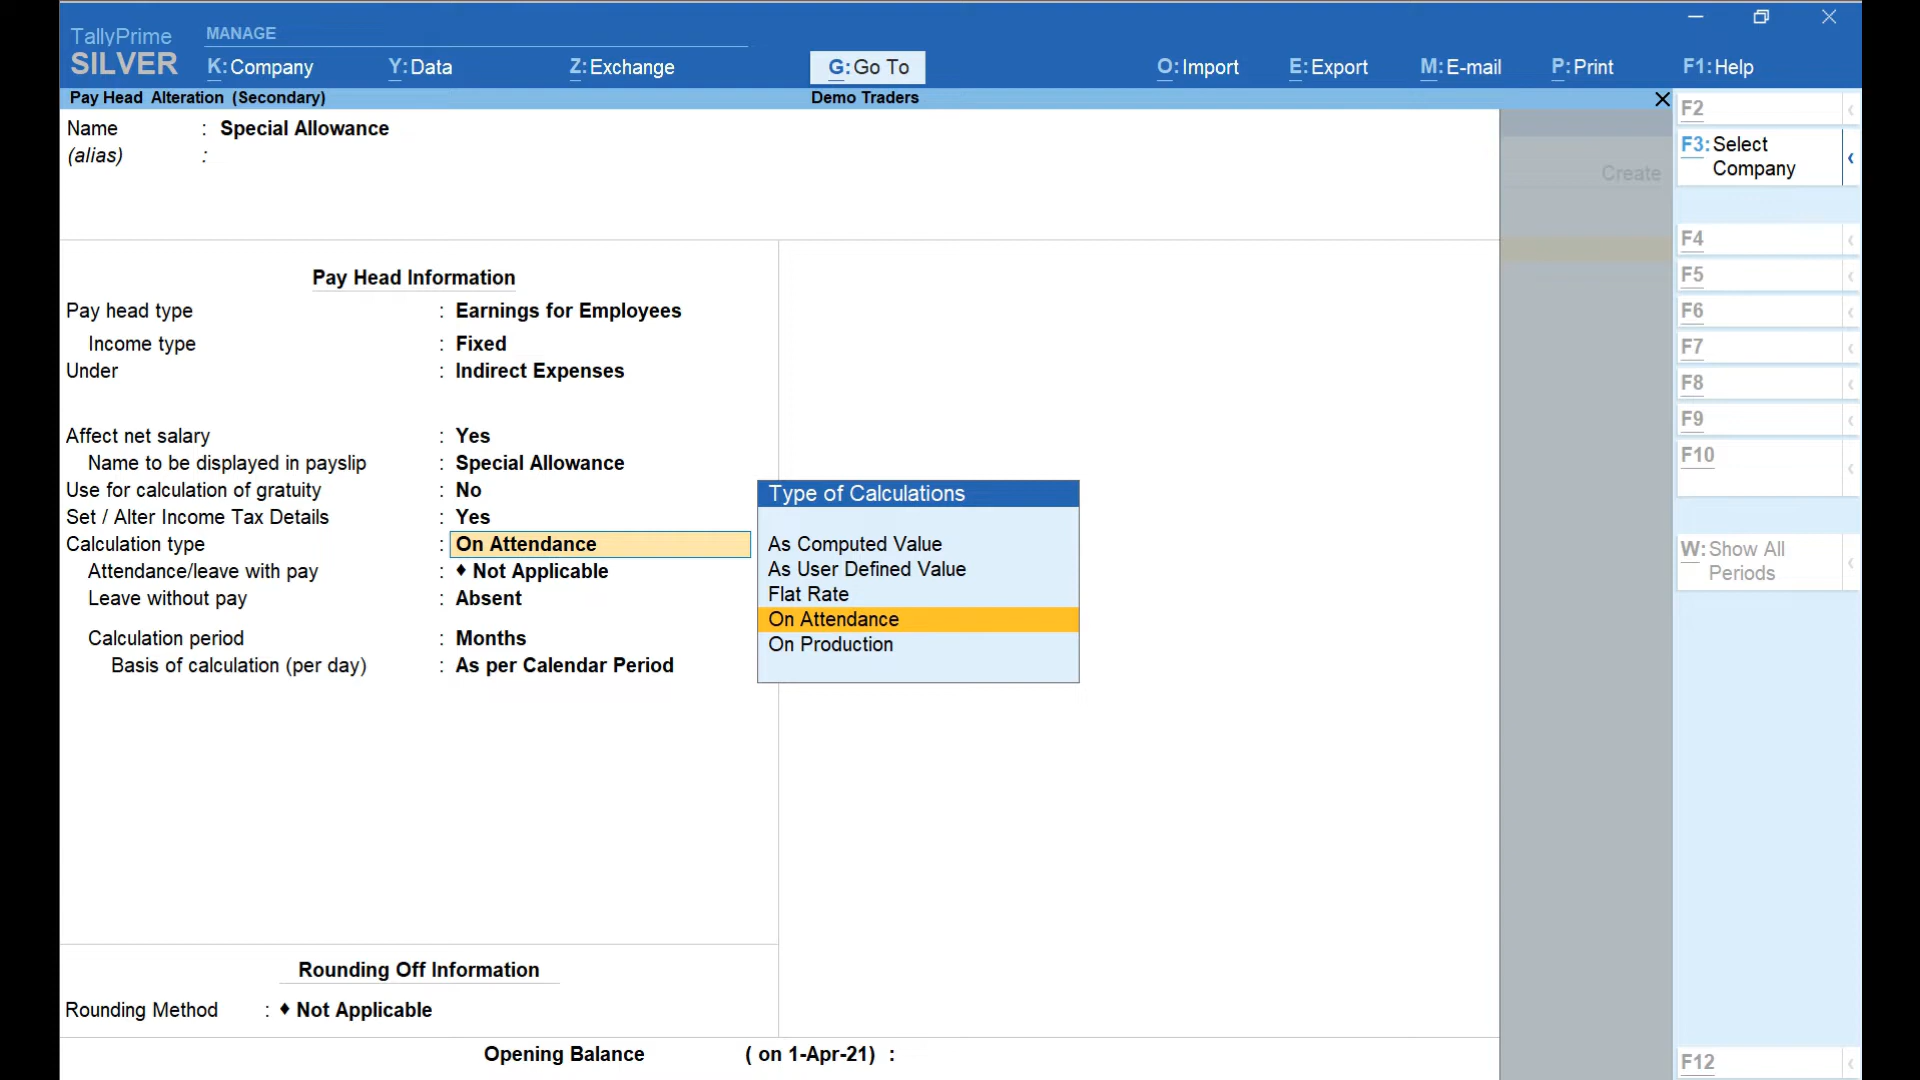 TallyPrime
SILVER
MANAGE
K: Company
Y: Data
Z: Exchange
G: Go To
O: Import
E: Export
M: E-mail
P: Print
F1: Help
Pay Head Alteration (Secondary)
Demo Traders
Name : Special Allowance
(alias) :
Create
Pay Head Information
Pay head type : Earnings for Employees
Income type : Fixed
Under : Indirect Expenses
Affect net salary : Yes
Name to be displayed in payslip : Special Allowance
Use for calculation of gratuity : No
Set / Alter Income Tax Details : Yes
Calculation type : On Attendance
Attendance/leave with pay : ♦ Not Applicable
Leave without pay : Absent
Calculation period : Months
Basis of calculation (per day) : As per Calendar Period
Type of Calculations
As Computed Value
As User Defined Value
Flat Rate
On Attendance
On Production
Rounding Off Information
Rounding Method : ♦ Not Applicable
Opening Balance ( on 1-Apr-21) :
F2
F3: Select
Company
F4
F5
F6
F7
F8
F9
F10
W: Show All
Periods
F12